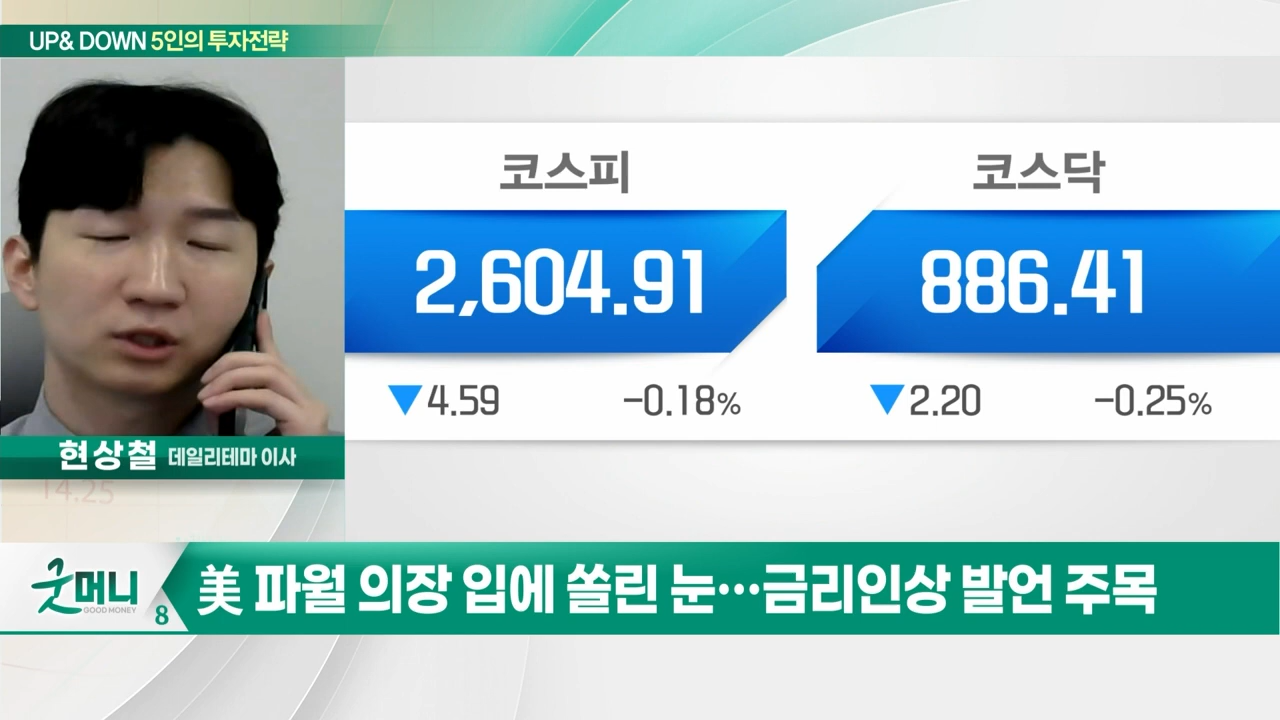 UP& DOWN 5인의 투자전략
코스피
코스닥
2,604.91
886.41
▼4.59 -0.18%
▼2.20 -0.25%
현상철 데일리테마 이사
14.25
굿머니
GOOD MONEY
8
美 파월 의장 입에 쏠린 눈…금리인상 발언 주목